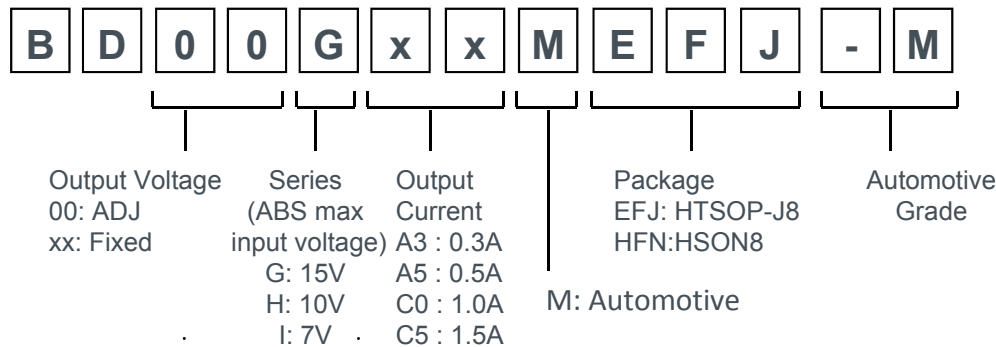 B D 0 0 G x x M E F J - M
Output Voltage
00: ADJ
xx: Fixed
Series
(ABS max
input voltage)
G: 15V
H: 10V
I: 7V
Output
Current
A3 : 0.3A
A5 : 0.5A
C0 : 1.0A
C5 : 1.5A
M: Automotive
Package
EFJ: HTSOP-J8
HFN:HSON8
Automotive
Grade